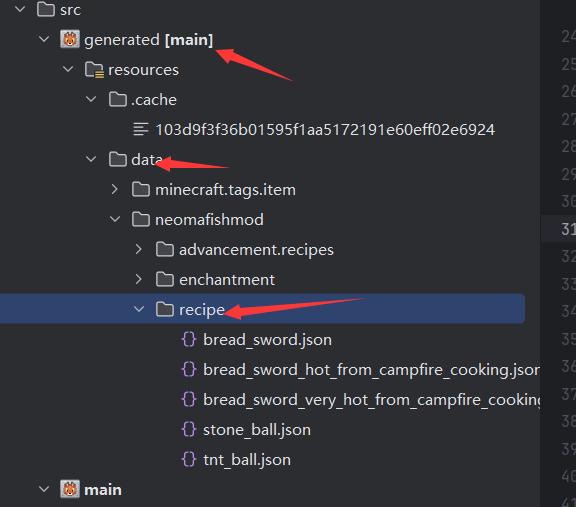 src
generated [main]
resources
.cache
103d9f3f36b01595f1aa5172191e60eff02e6924
data
minecraft.tags.item
neomafishmod
advancement.recipes
enchantment
recipe
bread_sword.json
bread_sword_hot_from_campfire_cooking.json
bread_sword_very_hot_from_campfire_cooking
stone_ball.json
tnt_ball.json
main
24
25
26
27
28
29
30
31
32
33
34
35
36
37
38
39
40
41